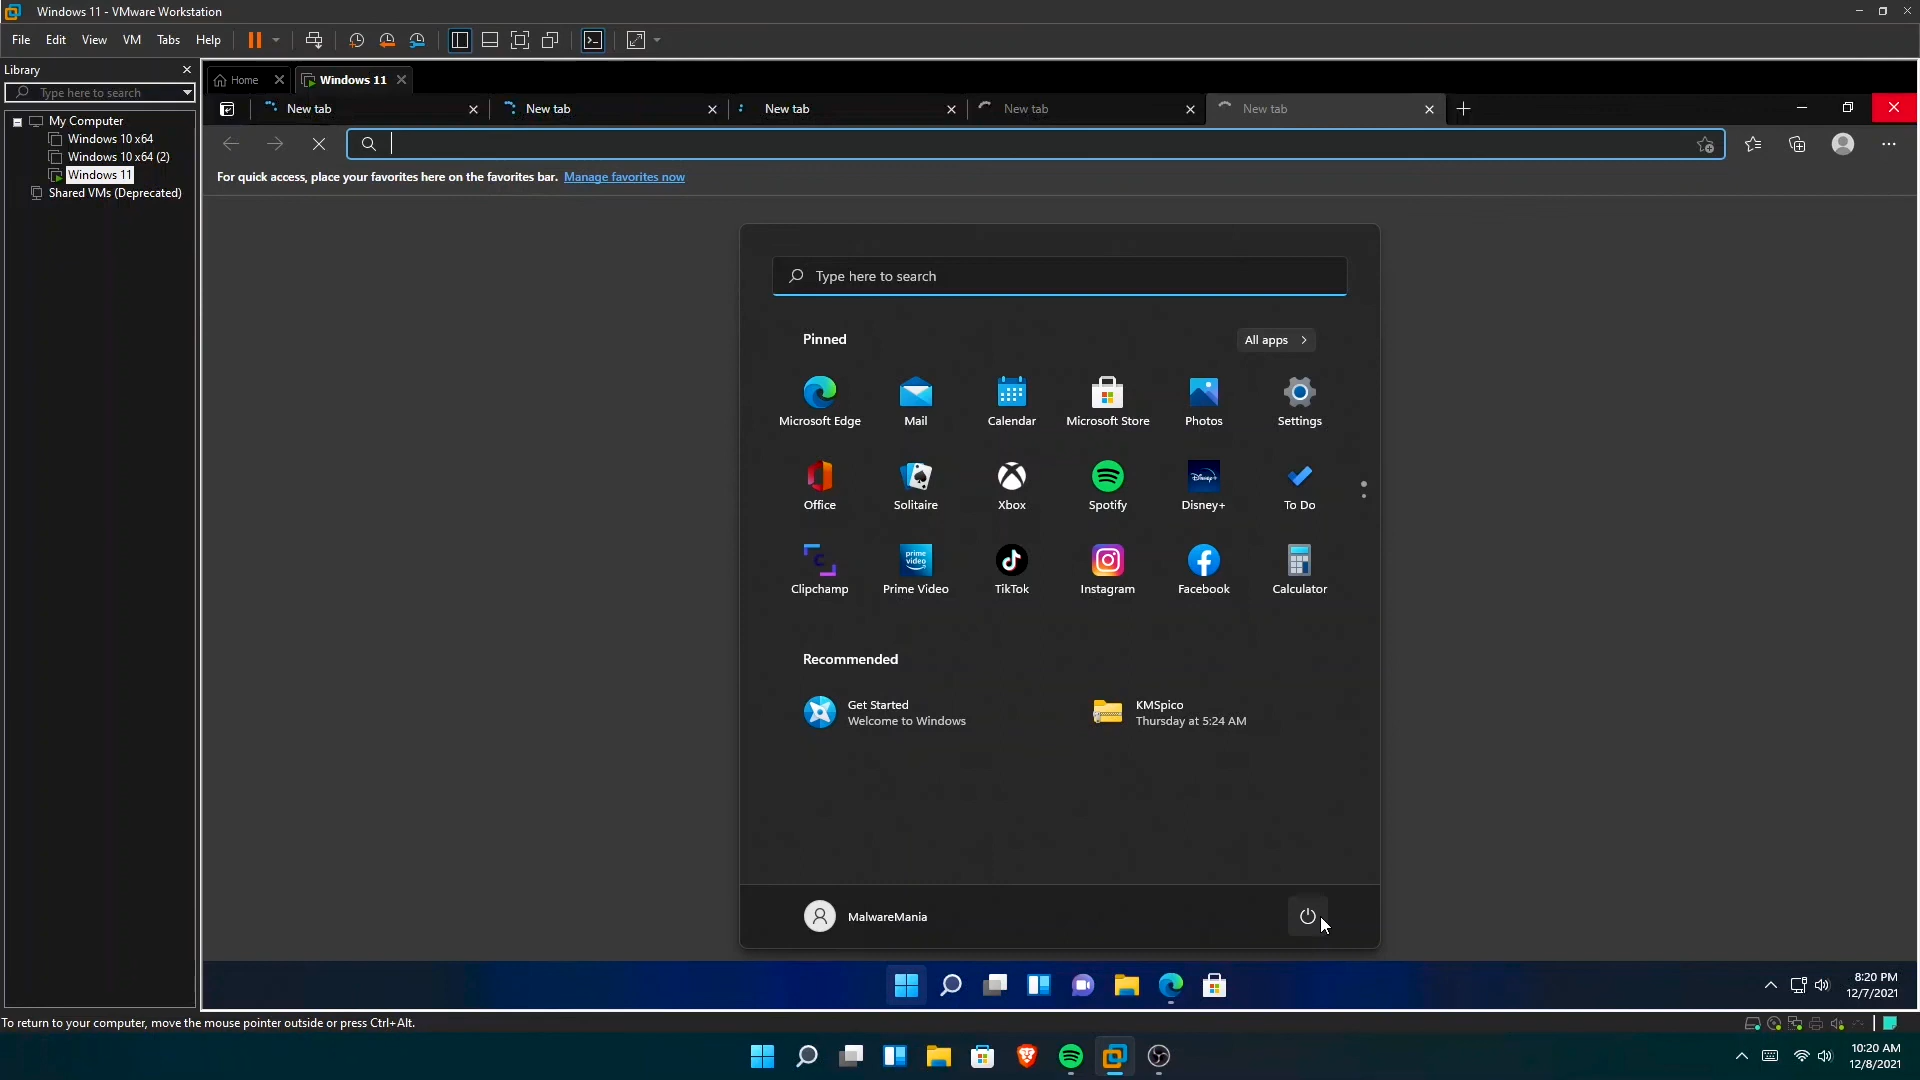 Windows 11 - VMware Workstation
File Edit View VM Tabs Help
Library
Type here to search
My Computer
Windows 10 x64
Windows 10 x64 (2)
Windows 11
Shared VMs (Deprecated)
Home
Windows 11
New tab
New tab
New tab
New tab
New tab
For quick access, place your favorites here on the favorites bar. Manage favorites now
Type here to search
Pinned
All apps
Microsoft Edge
Mail
Calendar
Microsoft Store
Photos
Settings
Office
Solitaire
Xbox
Spotify
Disney+
Disney+
To Do
Clipchamp
prime video
Prime Video
TikTok
Instagram
Facebook
Calculator
Recommended
Get Started
Welcome to Windows
KMSpico
Thursday at 5:24 AM
MalwareMania
8:20 PM
12/7/2021
To return to your computer, move the mouse pointer outside or press Ctrl+Alt.
10:20 AM
12/8/2021